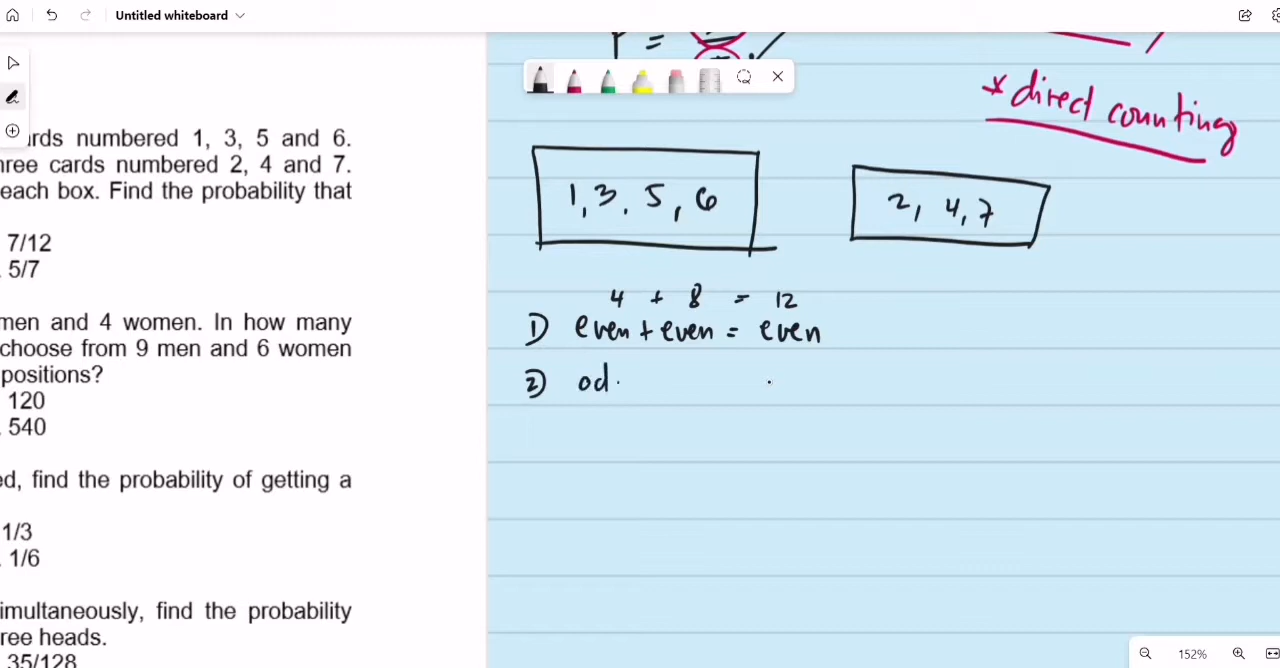 Untitled whiteboard
rds numbered 1, 3, 5 and 6.
hree cards numbered 2, 4 and 7.
each box. Find the probability that
7/12
5/7
men and 4 women. In how many
choose from 9 men and 6 women
positions?
120
540
ed, find the probability of getting a
1/3
1/6
imultaneously, find the probability
ree heads.
35/128
* direct counting
1, 3, 5, 6
2, 4, 7
4 + 8 = 12
1) even + even = even
2) od
152%